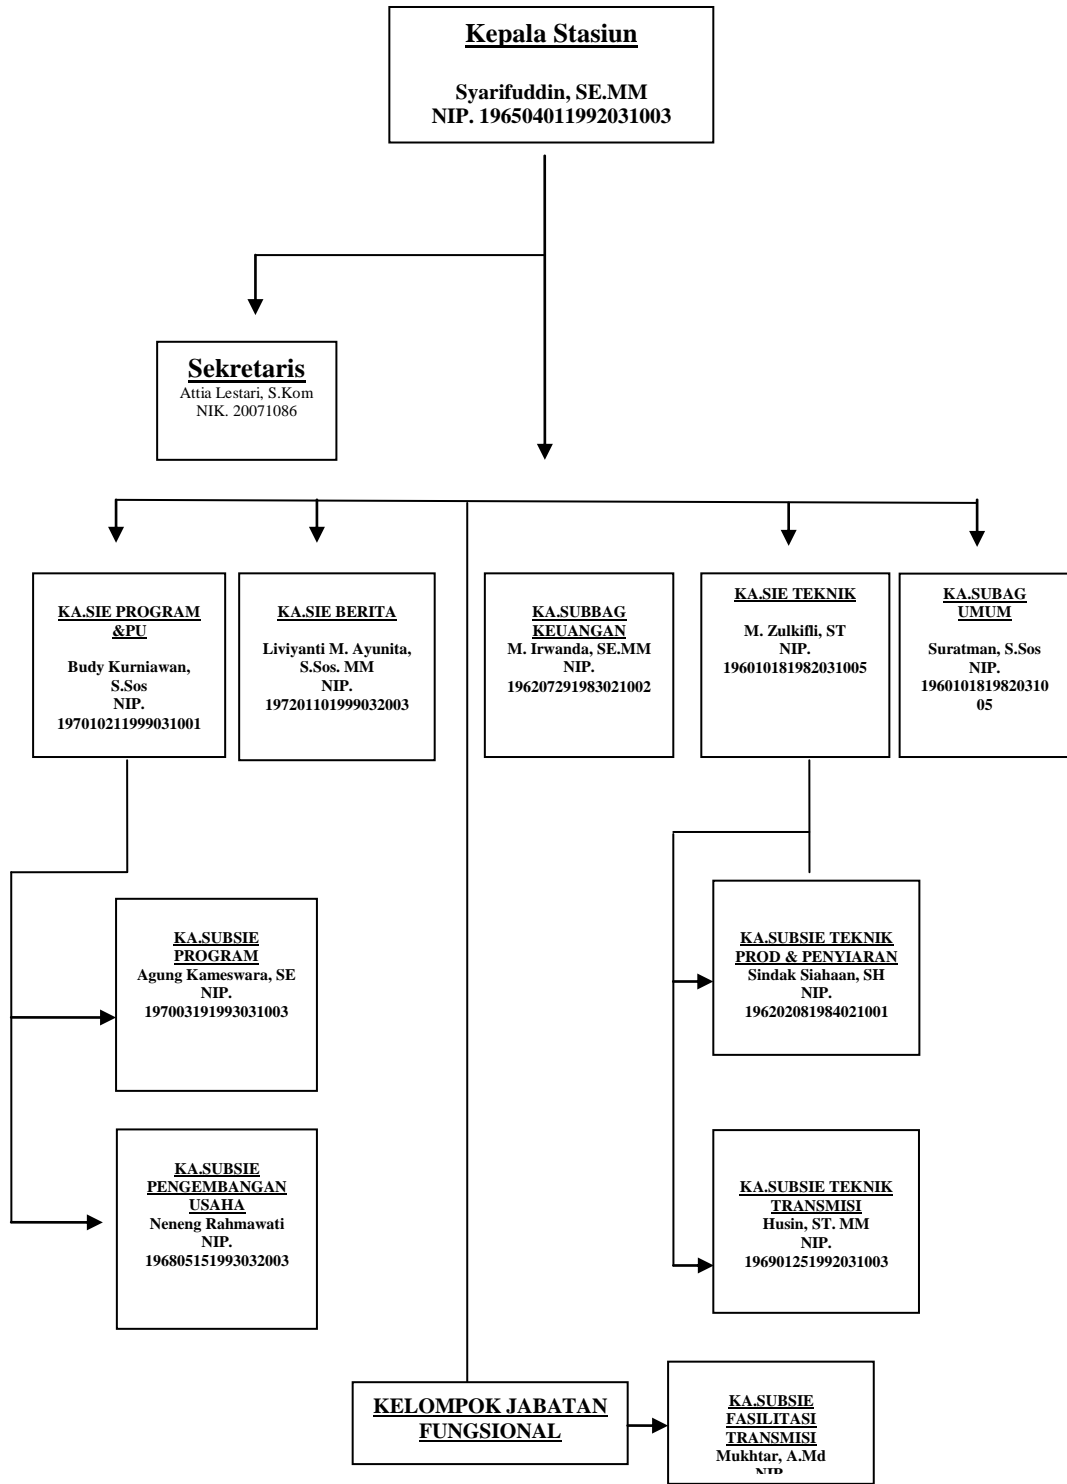 Kepala Stasiun
Syarifuddin, SE.MM
NIP. 196504011992031003
Sekretaris
Attia Lestari, S.Kom
NIK. 20071086
KA.SIE PROGRAM
&PU
Budy Kurniawan,
S.Sos
NIP.
197010211999031001
KA.SIE BERITA
Liviyanti M. Ayunita,
S.Sos. MM
NIP.
197201101999032003
KA.SUBBAG
KEUANGAN
M. Irwanda, SE.MM
NIP.
196207291983021002
KA.SIE TEKNIK
M. Zulkifli, ST
NIP.
196010181982031005
KA.SUBAG
UMUM
Suratman, S.Sos
NIP.
1960101819820310
05
KA.SUBSIE
PROGRAM
Agung Kameswara, SE
NIP.
197003191993031003
KA.SUBSIE TEKNIK
PROD & PENYIARAN
Sindak Siahaan, SH
NIP.
196202081984021001
KA.SUBSIE
PENGEMBANGAN
USAHA
Neneng Rahmawati
NIP.
196805151993032003
KA.SUBSIE TEKNIK
TRANSMISI
Husin, ST. MM
NIP.
196901251992031003
KELOMPOK JABATAN
FUNGSIONAL
KA.SUBSIE
FASILITASI
TRANSMISI
Mukhtar, A.Md
NIP